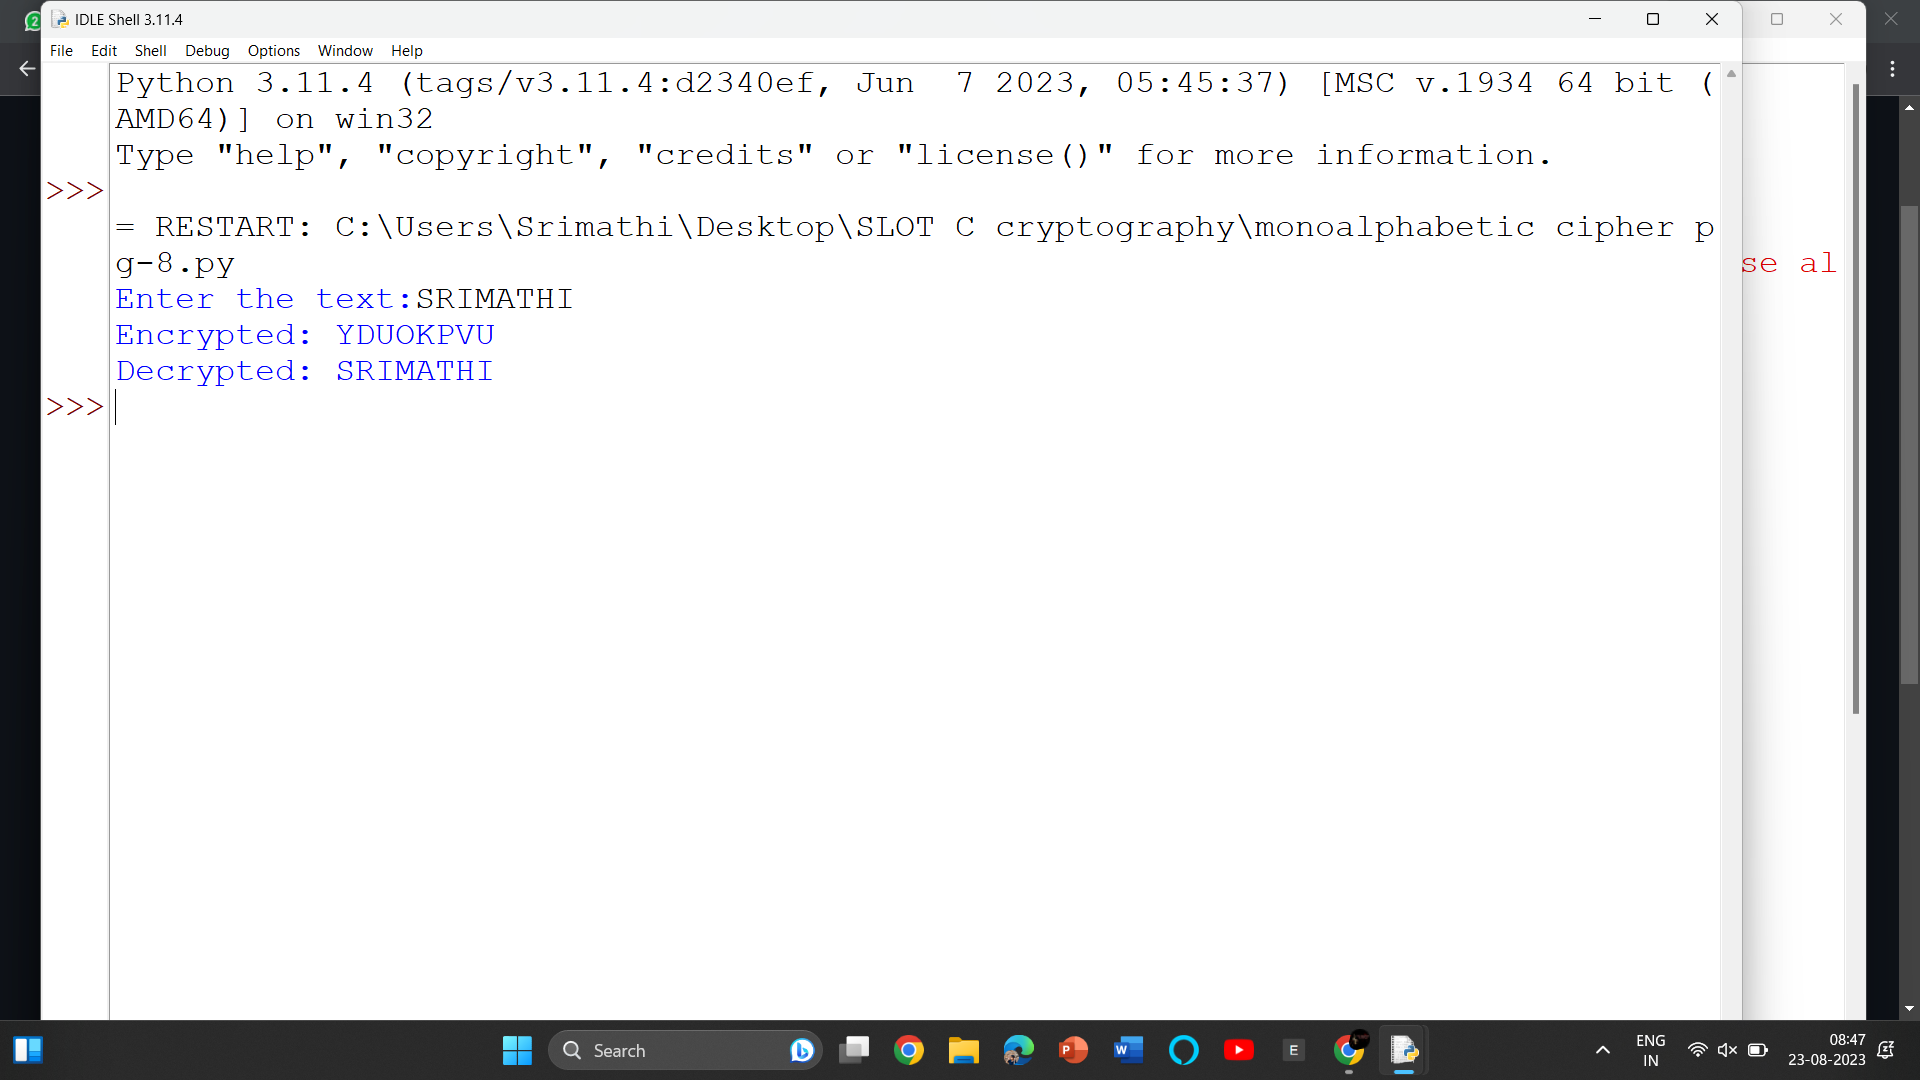 2
IDLE Shell 3.11.4
File Edit Shell Debug Options Window Help
Python 3.11.4 (tags/v3.11.4:d2340ef, Jun  7 2023, 05:45:37) [MSC v.1934 64 bit (
AMD64)] on win32
Type "help", "copyright", "credits" or "license()" for more information.
>>>
= RESTART: C:\Users\Srimathi\Desktop\SLOT C cryptography\monoalphabetic cipher p
g-8.py
se al
Enter the text:SRIMATHI
Encrypted: YDUOKPVU
Decrypted: SRIMATHI
>>>
Search
P
W
E
ENG
IN
08:47
23-08-2023